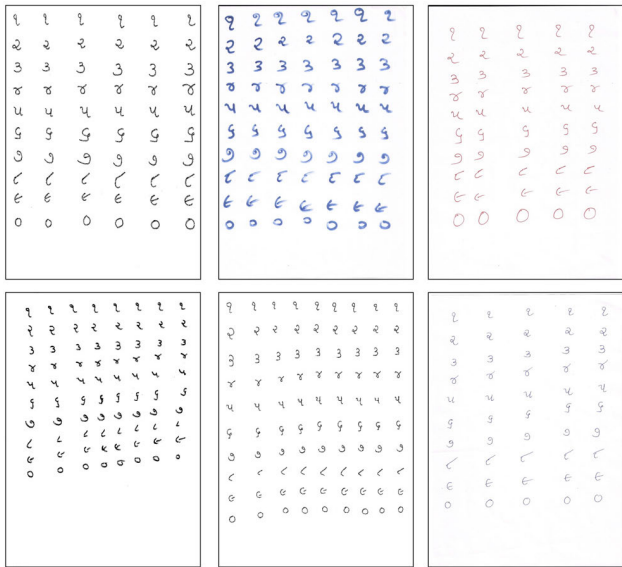 ૧ ૧ ૧ ૧ ૧ ૧
૨ ૨ ૨ ૨ ૨ ૨
૩ ૩ ૩ ૩ ૩ ૩
૪ ૪ ૪ ૪ ૪ ૪
૫ ૫ ૫ ૫ ૫ ૫
૬ ૬ ૬ ૬ ૬ ૬
૭ ૭ ૭ ૭ ૭ ૭
૮ ૮ ૮ ૮ ૮ ૮
૯ ૯ ૯ ૯ ૯ ૯
૦ ૦ ૦ ૦ ૦ ૦
૧ ૧ ૧ ૧ ૧ ૧ ૧
૨ ૨ ૨ ૨ ૨ ૨ ૨
૩ ૩ ૩ ૩ ૩ ૩ ૩
૪ ૪ ૪ ૪ ૪ ૪ ૪
૫ ૫ ૫ ૫ ૫ ૫ ૫
૬ ૬ ૬ ૬ ૬ ૬ ૬
૭ ૭ ૭ ૭ ૭ ૭ ૭
૮ ૮ ૮ ૮ ૮ ૮ ૮
૯ ૯ ૯ ૯ ૯ ૯ ૯
૦ ૦ ૦ ૦ ૦ ૦ ૦
૧ ૧ ૧ ૧ ૧
૨ ૨ ૨ ૨ ૨
૩ ૩ ૩ ૩ ૩
૪ ૪ ૪ ૪ ૪
૫ ૫ ૫ ૫ ૫
૬ ૬ ૬ ૬ ૬
૭ ૭ ૭ ૭ ૭
૮ ૮ ૮ ૮ ૮
૯ ૯ ૯ ૯ ૯
૦ ૦ ૦ ૦ ૦
૧ ૧ ૧ ૧ ૧ ૧ ૧ ૧
૨ ૨ ૨ ૨ ૨ ૨ ૨ ૨
૩ ૩ ૩ ૩ ૩ ૩ ૩ ૩
૪ ૪ ૪ ૪ ૪ ૪ ૪ ૪
૫ ૫ ૫ ૫ ૫ ૫ ૫ ૫
૬ ૬ ૬ ૬ ૬ ૬ ૬ ૬
૭ ૭ ૭ ૭ ૭ ૭ ૭ ૭
૮ ૮ ૮ ૮ ૮ ૮ ૮ ૮
૯ ૯ ૯ ૯ ૯ ૯ ૯ ૯
૦ ૦ ૦ ૦ ૦ ૦ ૦ ૦
૧ ૧ ૧ ૧ ૧ ૧ ૧ ૧ ૧
૨ ૨ ૨ ૨ ૨ ૨ ૨ ૨ ૨
૩ ૩ ૩ ૩ ૩ ૩ ૩ ૩ ૩
૪ ૪ ૪ ૪ ૪ ૪ ૪ ૪ ૪
૫ ૫ ૫ ૫ ૫ ૫ ૫ ૫ ૫
૬ ૬ ૬ ૬ ૬ ૬ ૬ ૬ ૬
૭ ૭ ૭ ૭ ૭ ૭ ૭ ૭ ૭
૮ ૮ ૮ ૮ ૮ ૮ ૮ ૮ ૮
૯ ૯ ૯ ૯ ૯ ૯ ૯ ૯ ૯
૦ ૦ ૦ ૦ ૦ ૦ ૦ ૦ ૦
૧ ૧ ૧ ૧ ૧
૨ ૨ ૨ ૨ ૨
૩ ૩ ૩ ૩ ૩
૪ ૪ ૪ ૪ ૪
૫ ૫ ૫ ૫ ૫
૬ ૬ ૬ ૬ ૬
૭ ૭ ૭ ૭ ૭
૮ ૮ ૮ ૮ ૮
૯ ૯ ૯ ૯ ૯
૦ ૦ ૦ ૦ ૦